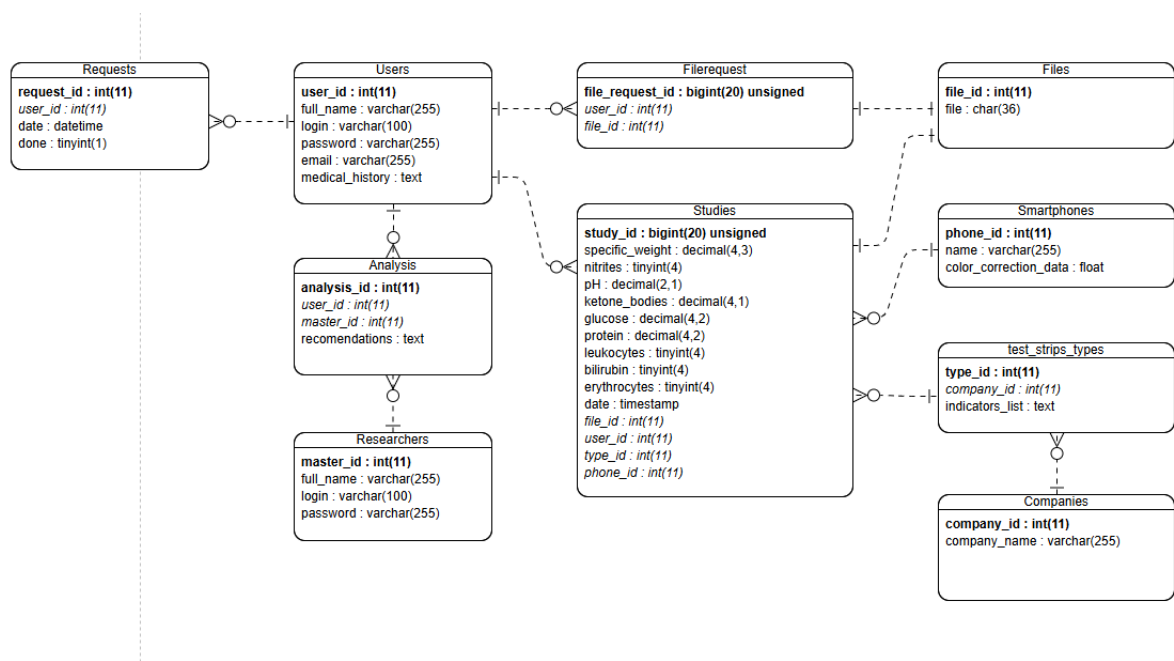 Requests
request_id : int(11)
user_id : int(11)
date : datetime
done : tinyint(1)
Users
user_id : int(11)
full_name : varchar(255)
login : varchar(100)
password : varchar(255)
email : varchar(255)
medical_history : text
Filerequest
file_request_id : bigint(20) unsigned
user_id : int(11)
file_id : int(11)
Files
file_id : int(11)
file : char(36)
Analysis
analysis_id : int(11)
user_id : int(11)
master_id : int(11)
recomendations : text
Studies
study_id : bigint(20) unsigned
specific_weight : decimal(4,3)
nitrites : tinyint(4)
pH : decimal(2,1)
ketone_bodies : decimal(4,1)
glucose : decimal(4,2)
protein : decimal(4,2)
leukocytes : tinyint(4)
bilirubin : tinyint(4)
erythrocytes : tinyint(4)
date : timestamp
file_id : int(11)
user_id : int(11)
type_id : int(11)
phone_id : int(11)
Smartphones
phone_id : int(11)
name : varchar(255)
color_correction_data : float
test_strips_types
type_id : int(11)
company_id : int(11)
indicators_list : text
Researchers
master_id : int(11)
full_name : varchar(255)
login : varchar(100)
password : varchar(255)
Companies
company_id : int(11)
company_name : varchar(255)